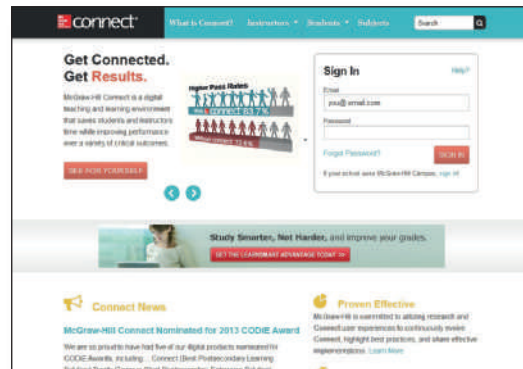 connect
What is Connect? Instructors Students Subjects
Search
Get Connected.
Get Results.
McGraw-Hill Connect is a digital
teaching and learning environment
that saves students and instructors
time while improving performance
over a variety of critical outcomes.
SEE FOR YOURSELF
Higher Pass Rates
connect
Sign In
Help?
Email
you@email.com
Password
Forgot Password?
SIGN IN
If your school uses McGraw-Hill Campus, sign in!
Study Smarter, Not Harder, and improve your grades.
GET THE LEARNSMART ADVANTAGE TODAY >>
Connect News
McGraw-Hill Connect Nominated for 2013 CODiE Award
We are so proud to have had five of our digital products nominated for
CODiE Awards, including... Connect (Best Postsecondary Learning
Proven Effective
McGraw-Hill is committed to utilizing research and
Connect user experiences to continuously evolve
Connect, highlight best practices, and share effective
implementations. Learn More